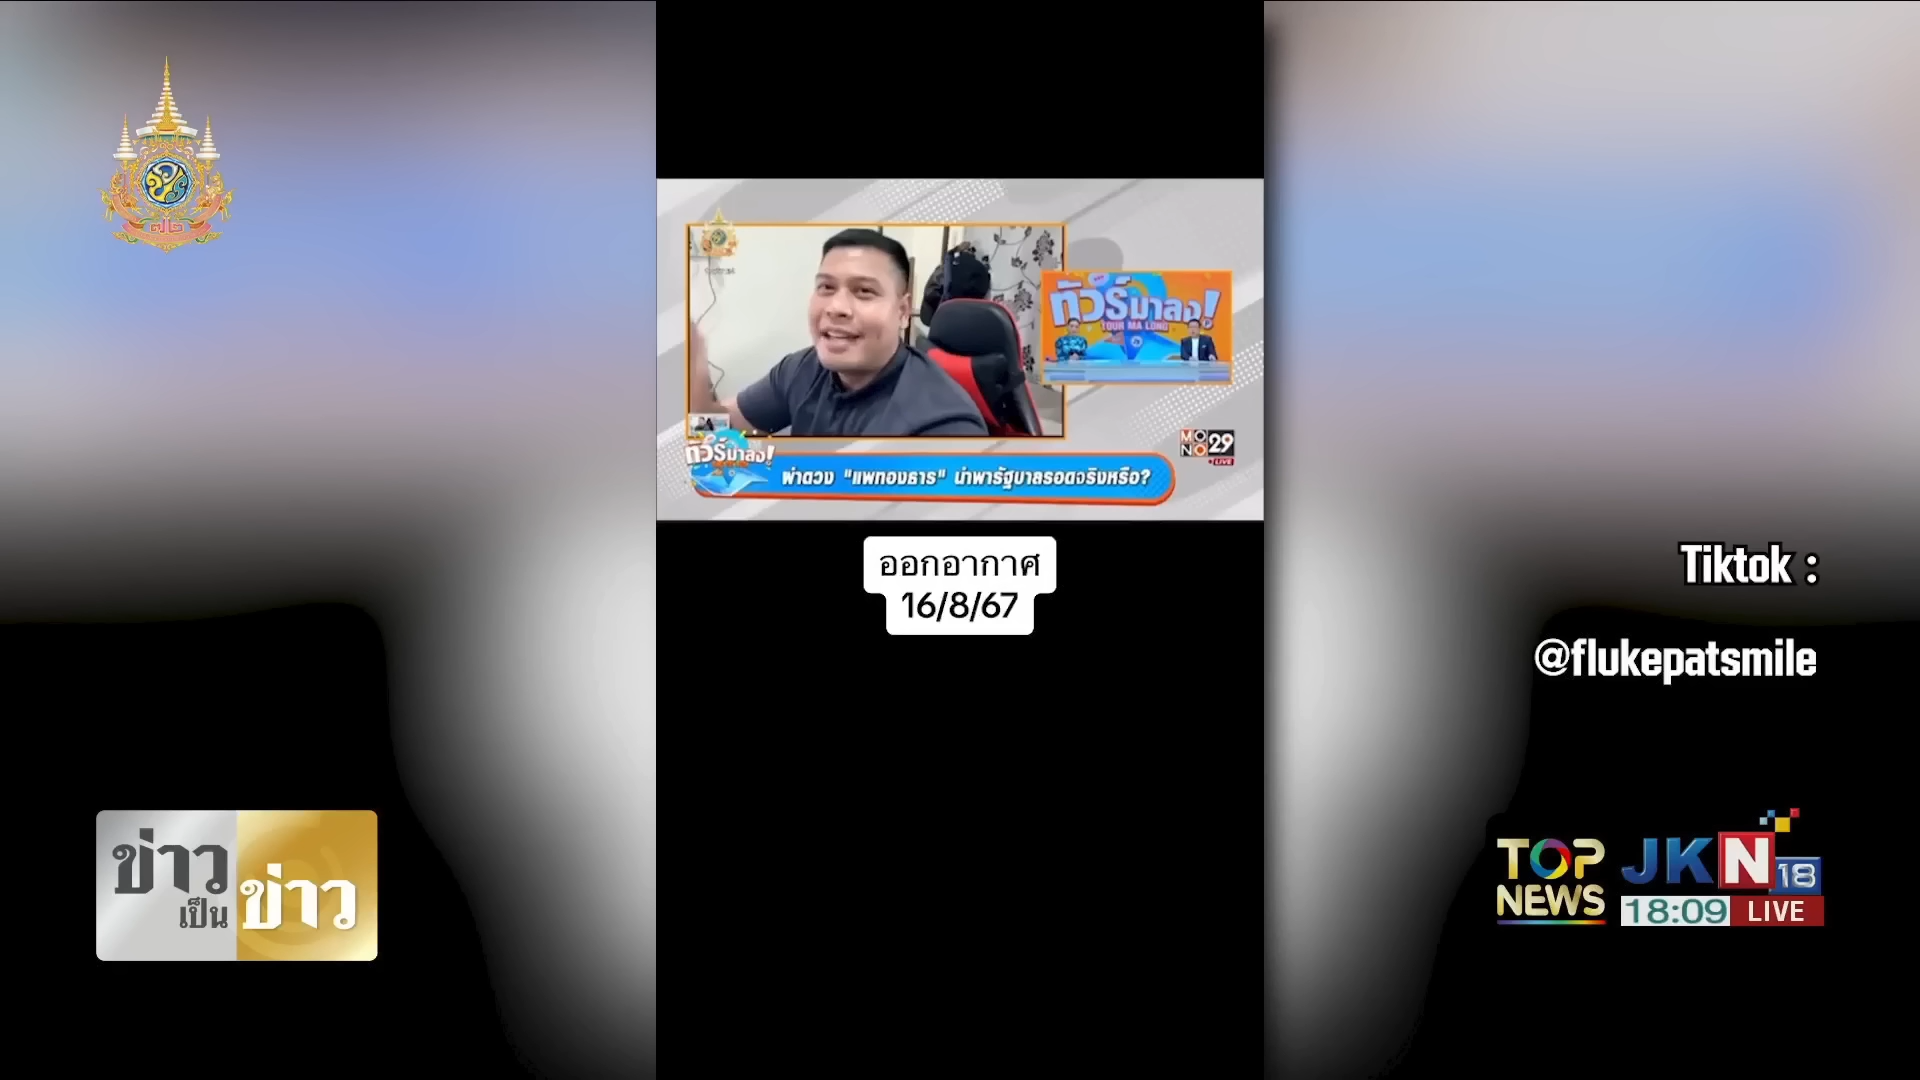 ทัวร์มาลง!
TOUR MA LONG
MONO
29
LIVE
ทัวร์มาลง!
ผ่าดวง "แพทองธาร" นำพารัฐบาลรอดจริงหรือ?
ออกอากาศ
16/8/67
Tiktok :
@flukepatsmile
ข่าว
เป็น
ข่าว
TOP
NEWS
JKN
18
18:09
LIVE